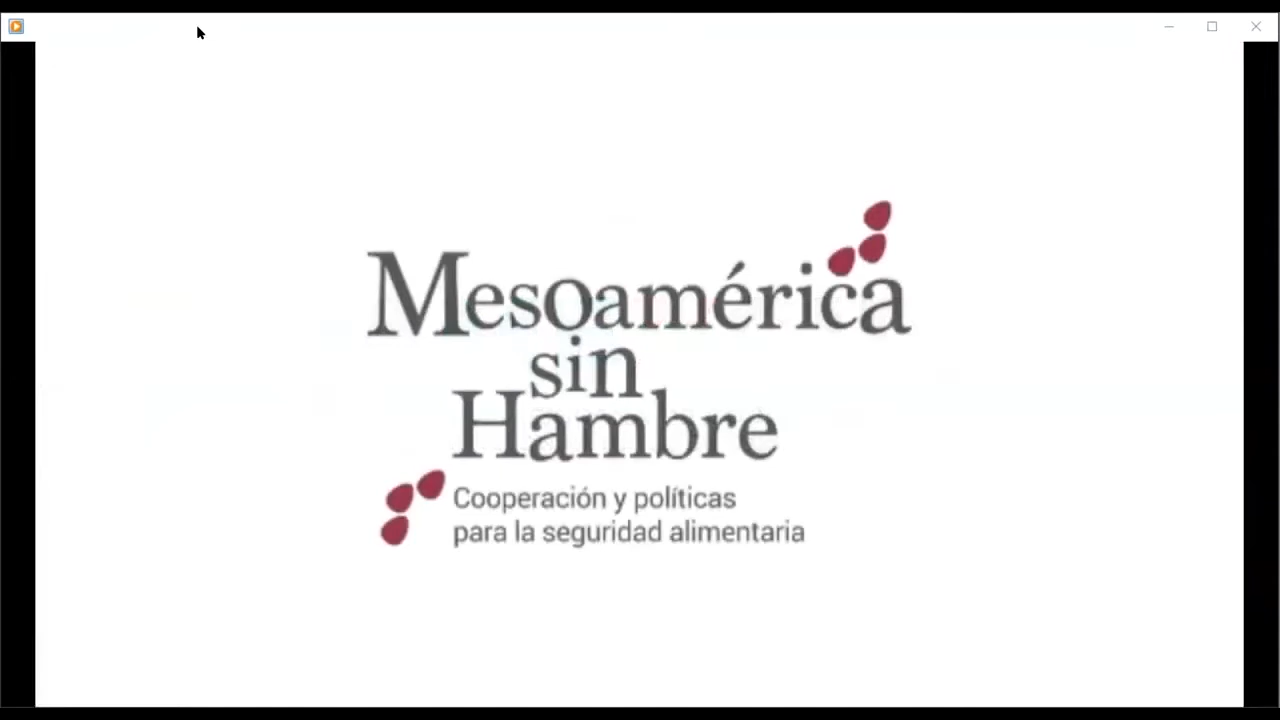 Mesoamérica
sin
Hambre
Cooperación y políticas
para la seguridad alimentaria